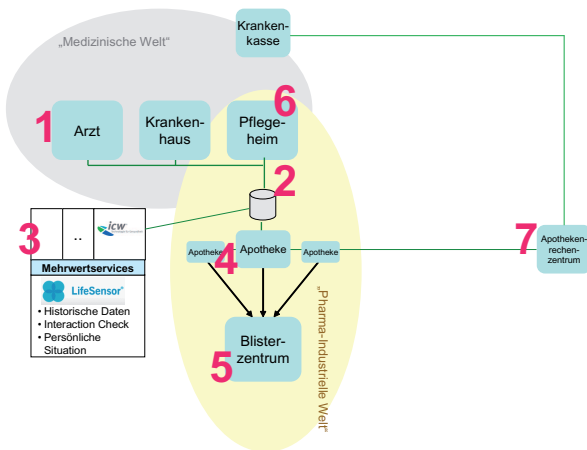 Kranken-
kasse
„Medizinische Welt“
1
Arzt
Kranken-
haus
6
Pflege-
heim
2
3
..
icw
4
Apotheke
Apotheke
Apotheke
7
Apotheken-
rechen-
zentrum
Mehrwertservices
LifeSensor®
• Historische Daten
• Interaction Check
• Persönliche
Situation
5
Blister-
zentrum
„Pharma-Industrielle Welt“